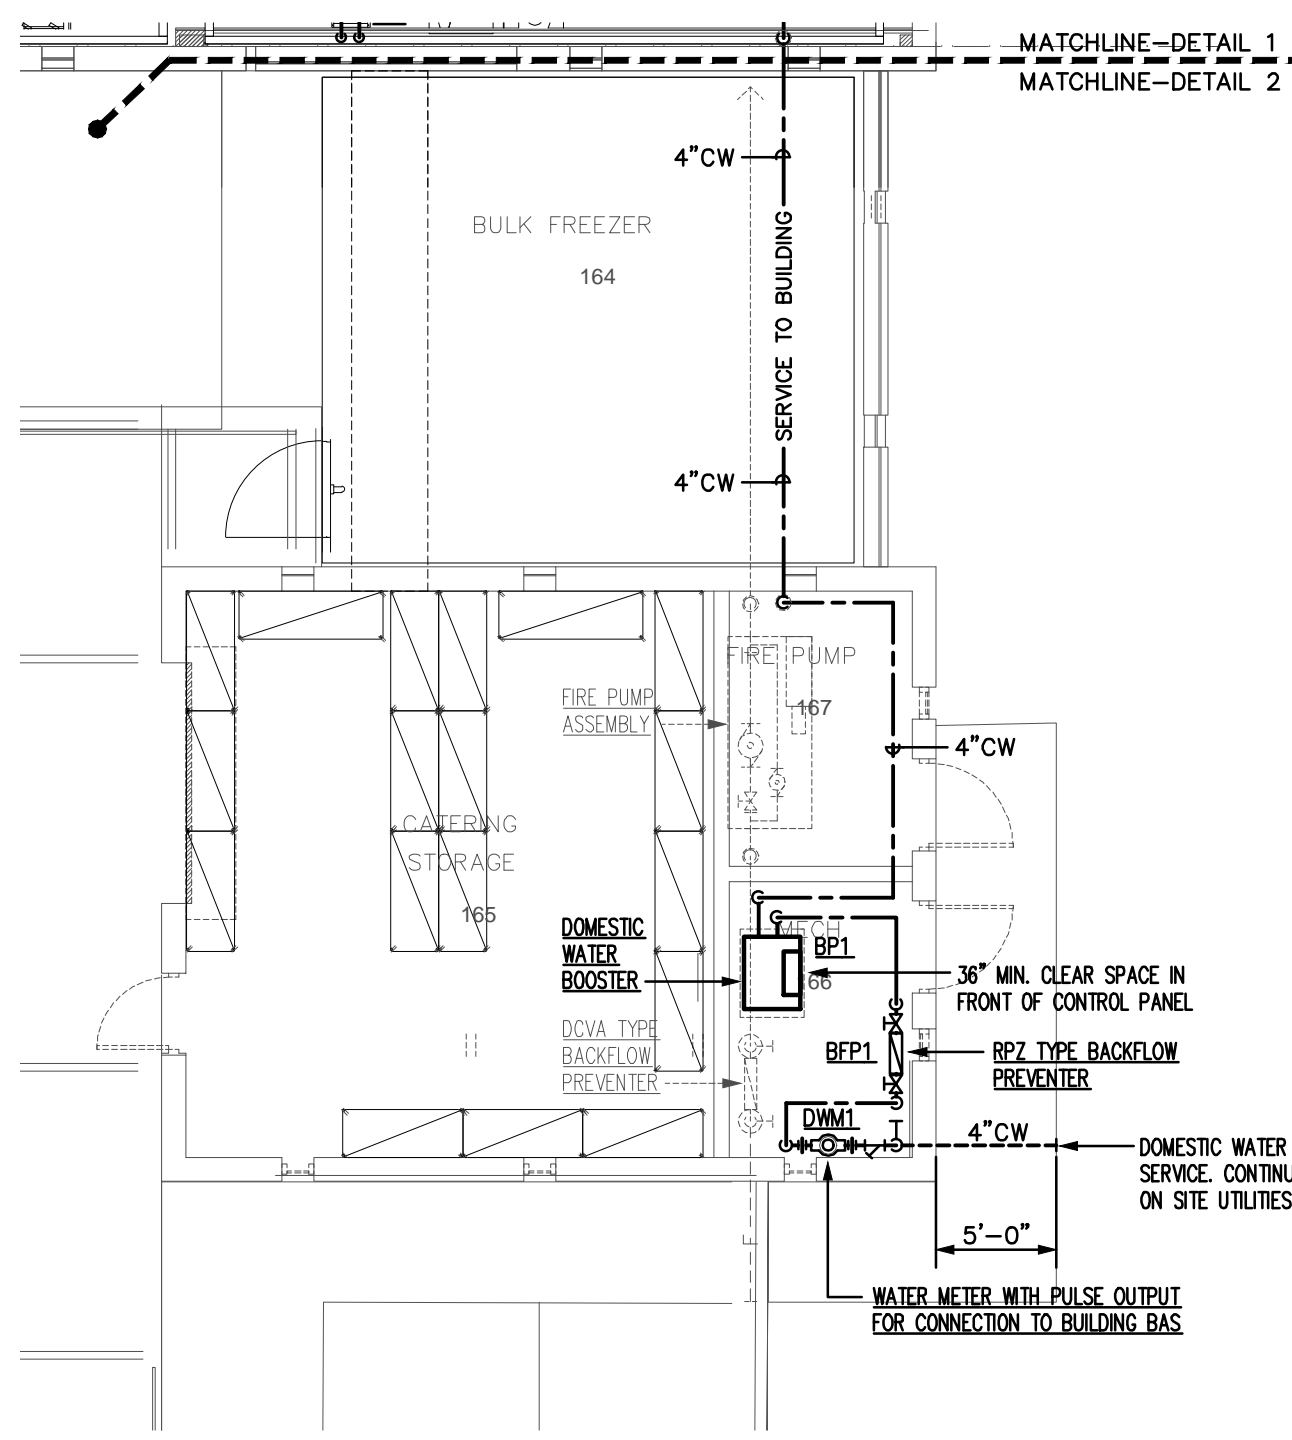 MATCHLINE-DETAIL 1
MATCHLINE-DETAIL 2
4"CW
BULK FREEZER
164
SERVICE TO BUILDING
4"CW
FIRE PUMP
167
FIRE PUMP
ASSEMBLY
4"CW
CATERING
STORAGE
165
DOMESTIC
WATER
BOOSTER
MECH
BP1
66
36" MIN. CLEAR SPACE IN
FRONT OF CONTROL PANEL
DCVA TYPE
BACKFLOW
PREVENTER
BFP1
RPZ TYPE BACKFLOW
PREVENTER
DWM1
4"CW
DOMESTIC WATER
SERVICE. CONTINU
ON SITE UTILITIES
5'-0"
WATER METER WITH PULSE OUTPUT
FOR CONNECTION TO BUILDING BAS